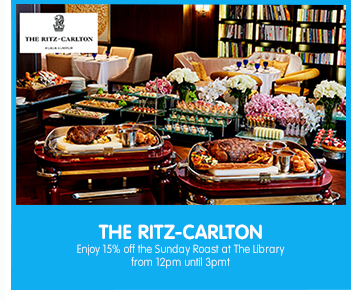 THE RITZ-CARLTON
KUALA LUMPUR
THE RITZ-CARLTON
Enjoy 15% off the Sunday Roast at The Library
from 12pm until 3pmt